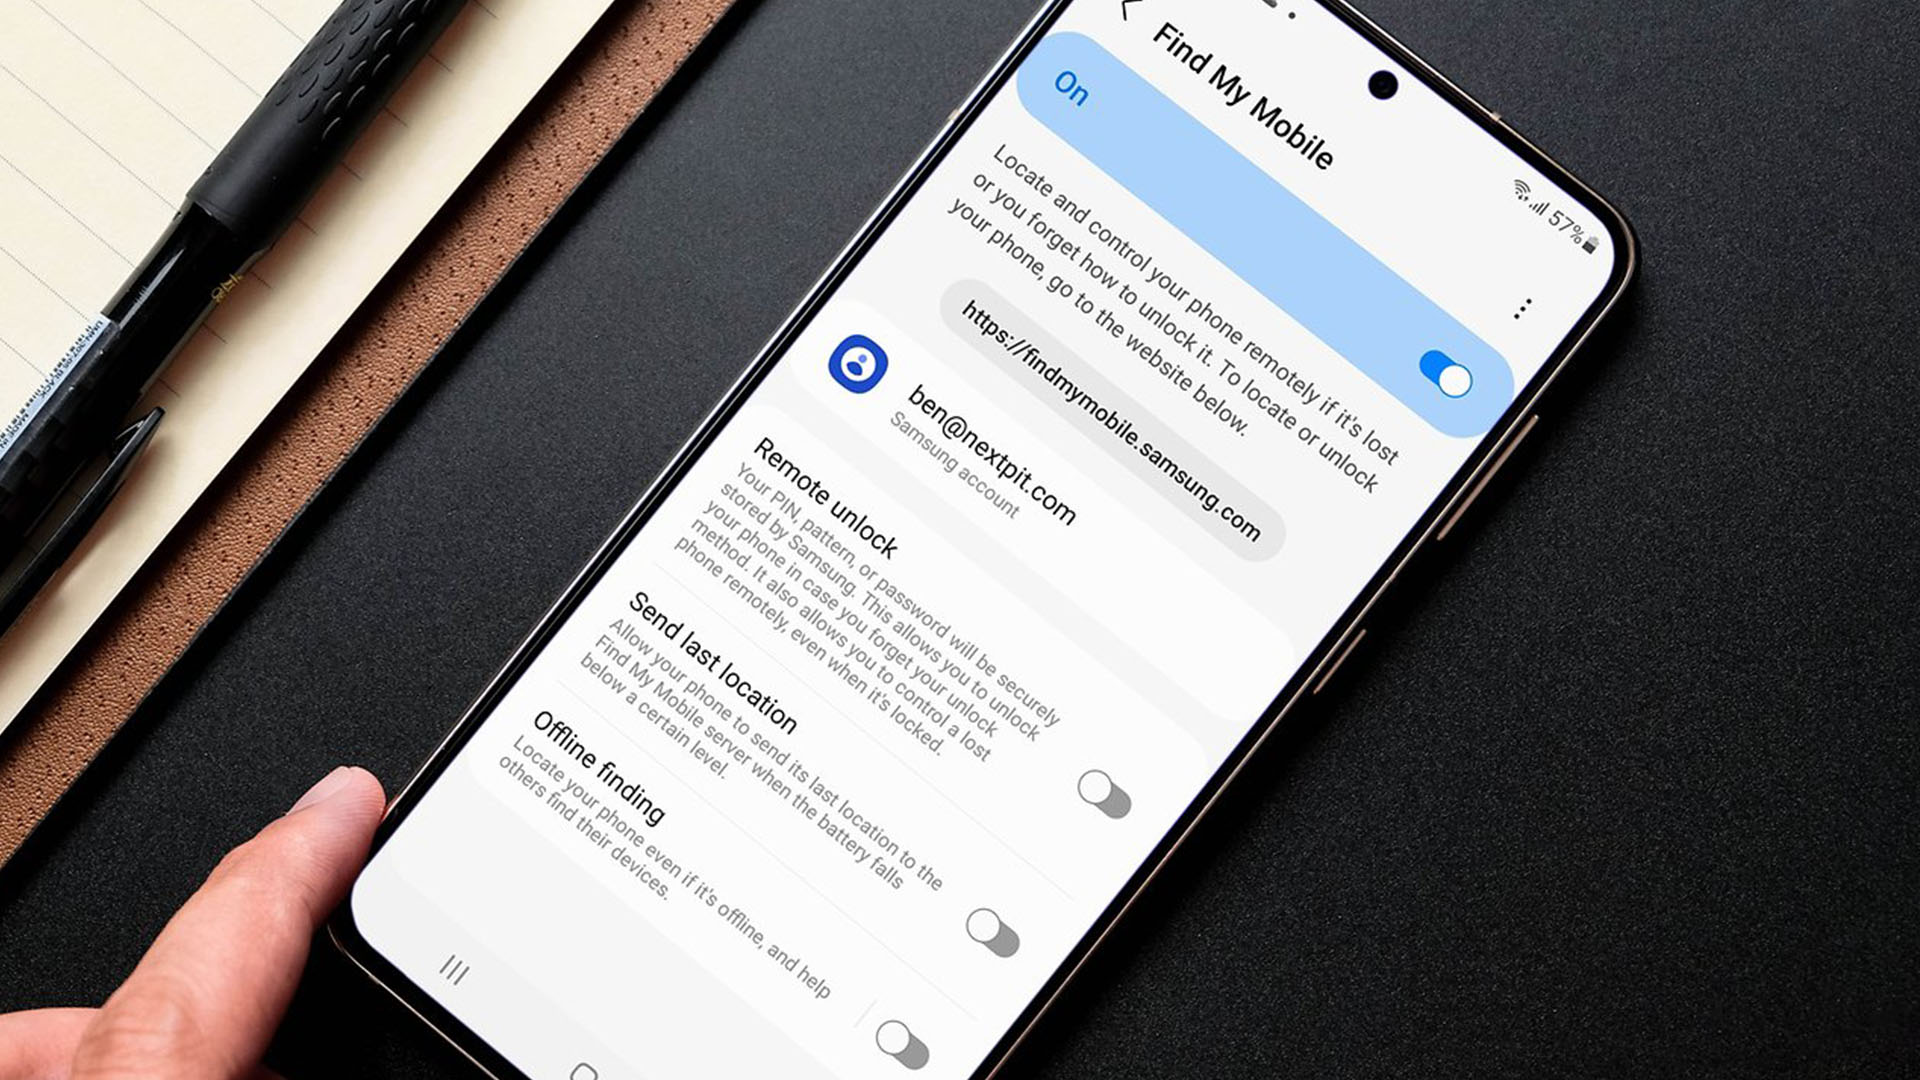 57%
Find My Mobile
On
Locate and control your phone remotely if it's lost
or you forget how to unlock it. To locate or unlock
your phone, go to the website below.
https://findmymobile.samsung.com
ben@nextpit.com
Samsung account
Remote unlock
Your PIN, pattern, or password will be securely
stored by Samsung. This allows you to unlock
your phone in case you forget your unlock
method. It also allows you to control a lost
phone remotely, even when it's locked.
Send last location
Allow your phone to send its last location to the
Find My Mobile server when the battery falls
below a certain level.
Offline finding
Locate your phone even if it's offline, and help
others find their devices.